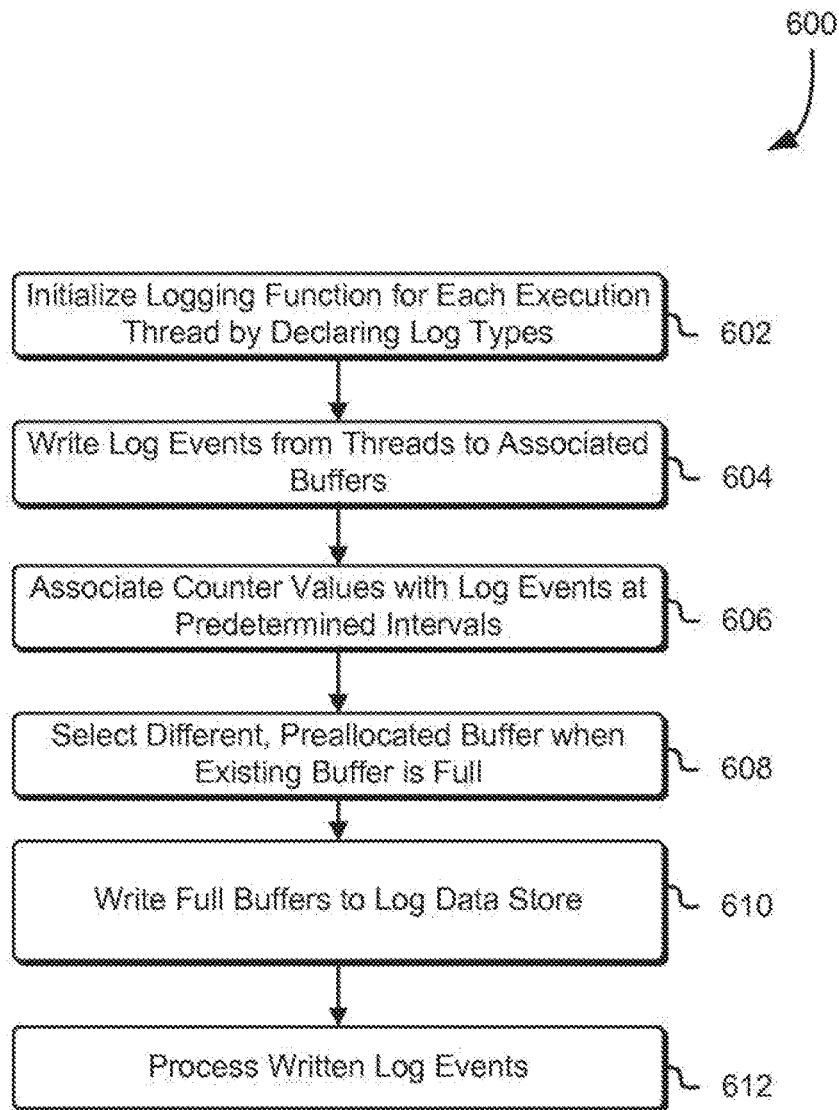 600
Initialize Logging Function for Each Execution
Thread by Declaring Log Types
602
Write Log Events from Threads to Associated
Buffers
604
Associate Counter Values with Log Events at
Predetermined Intervals
606
Select Different, Preallocated Buffer when
Existing Buffer is Full
608
Write Full Buffers to Log Data Store
610
Process Written Log Events
612